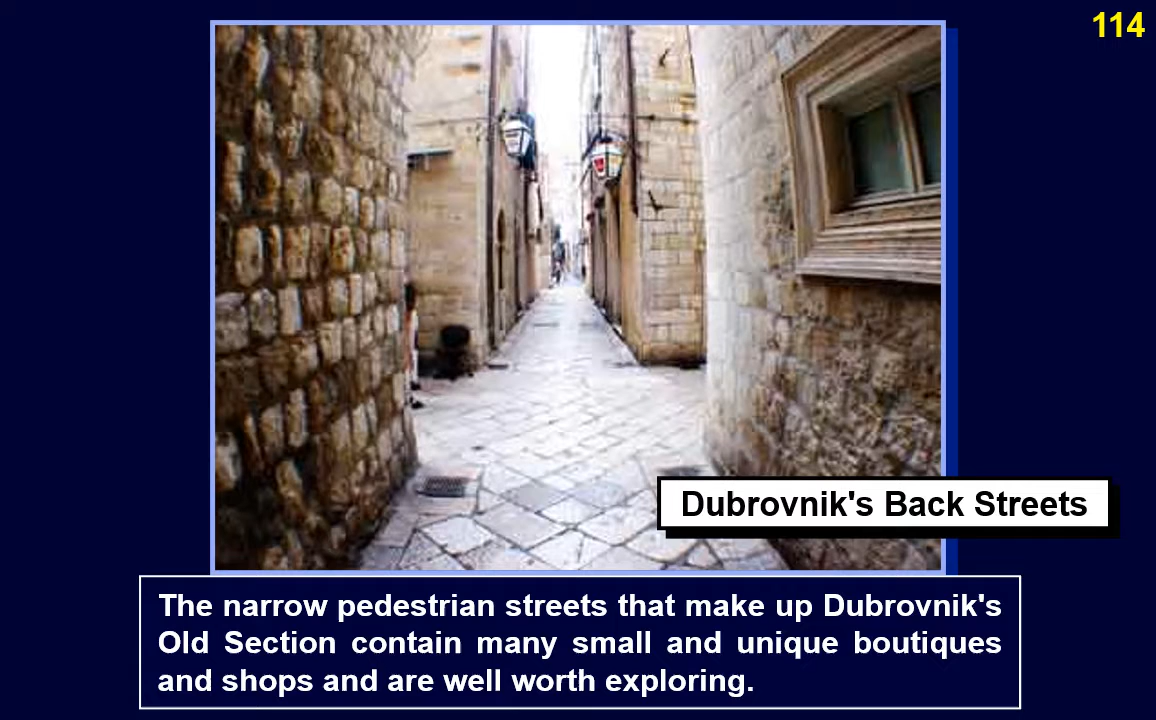 114
Dubrovnik's Back Streets
The narrow pedestrian streets that make up Dubrovnik's
Old Section contain many small and unique boutiques
and shops and are well worth exploring.